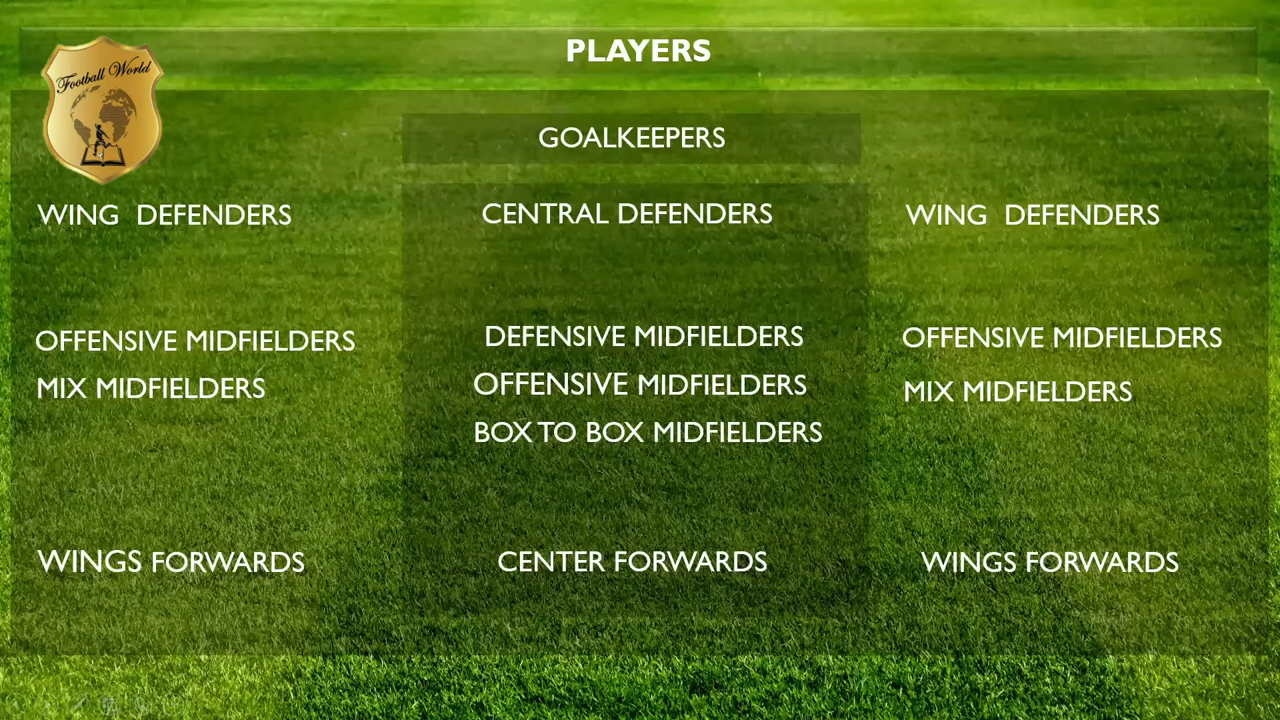 PLAYERS
Football World
GOALKEEPERS
WING DEFENDERS
CENTRAL DEFENDERS
WING DEFENDERS
OFFENSIVE MIDFIELDERS
DEFENSIVE MIDFIELDERS
OFFENSIVE MIDFIELDERS
MIX MIDFIELDERS
OFFENSIVE MIDFIELDERS
MIX MIDFIELDERS
BOX TO BOX MIDFIELDERS
WINGS FORWARDS
CENTER FORWARDS
WINGS FORWARDS